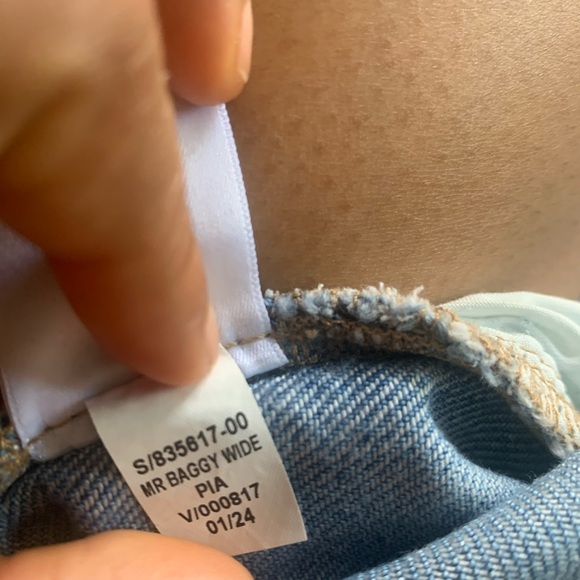 S/835617-00
MR BAGGY WIDE
PIA
V/000817
01/24